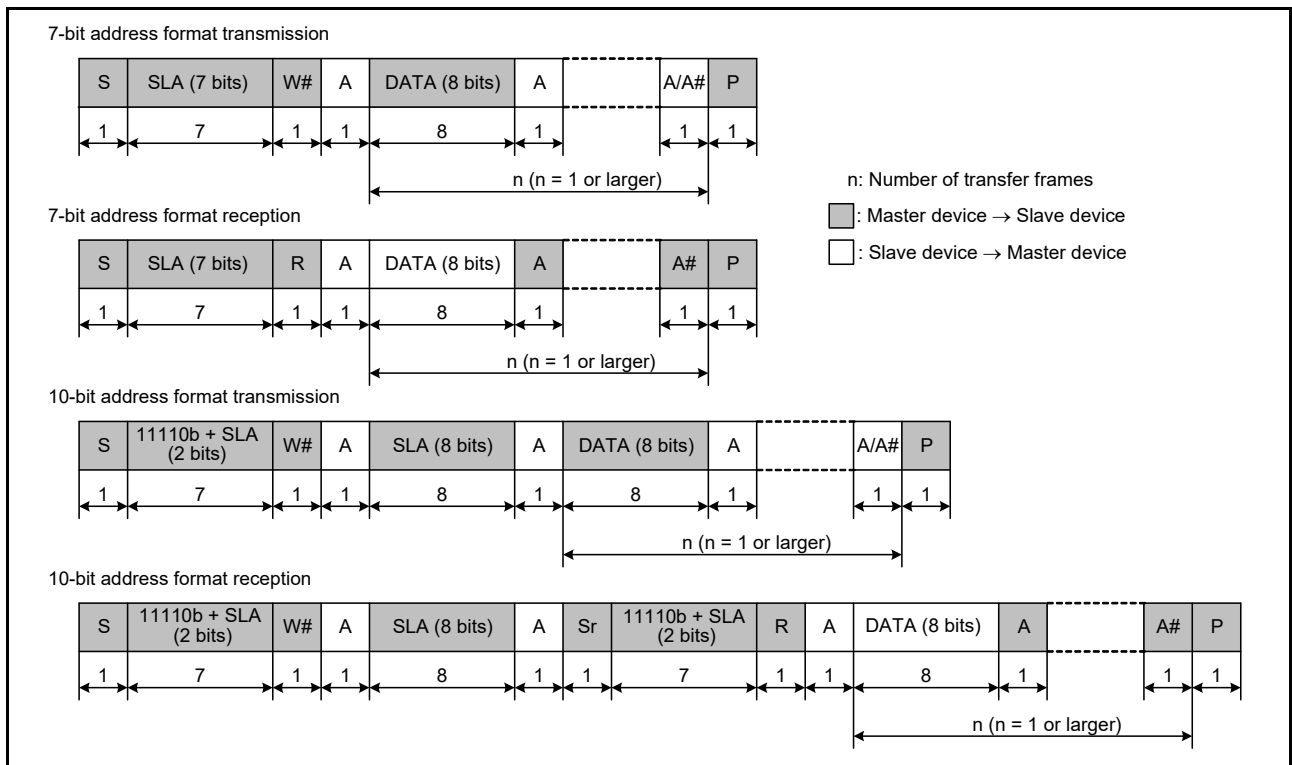 7-bit address format transmission
S SLA (7 bits) W# A DATA (8 bits) A A/A# P
1 7 1 1 8 1 1 1
n (n = 1 or larger)
n: Number of transfer frames
: Master device → Slave device
: Slave device → Master device
7-bit address format reception
S SLA (7 bits) R A DATA (8 bits) A A# P
1 7 1 1 8 1 1 1
n (n = 1 or larger)
10-bit address format transmission
S 11110b + SLA (2 bits) W# A SLA (8 bits) A DATA (8 bits) A A/A# P
1 7 1 1 8 1 8 1 1 1
n (n = 1 or larger)
10-bit address format reception
S 11110b + SLA (2 bits) W# A SLA (8 bits) A Sr 11110b + SLA (2 bits) R A DATA (8 bits) A A# P
1 7 1 1 8 1 1 7 1 1 8 1 1 1
n (n = 1 or larger)